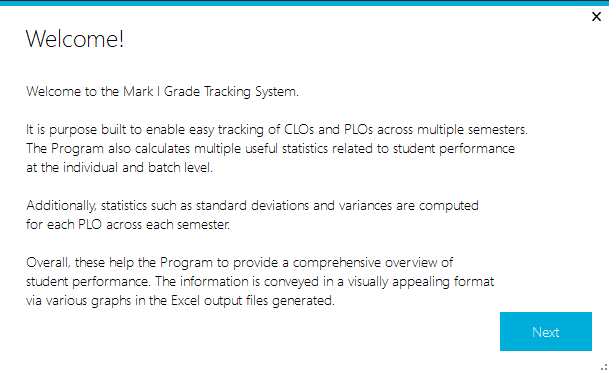 Welcome!
Welcome to the Mark I Grade Tracking System.
It is purpose built to enable easy tracking of CLOs and PLOs across multiple semesters.
The Program also calculates multiple useful statistics related to student performance
at the individual and batch level.
Additionally, statistics such as standard deviations and variances are computed
for each PLO across each semester.
Overall, these help the Program to provide a comprehensive overview of
student performance. The information is conveyed in a visually appealing format
via various graphs in the Excel output files generated.
Next